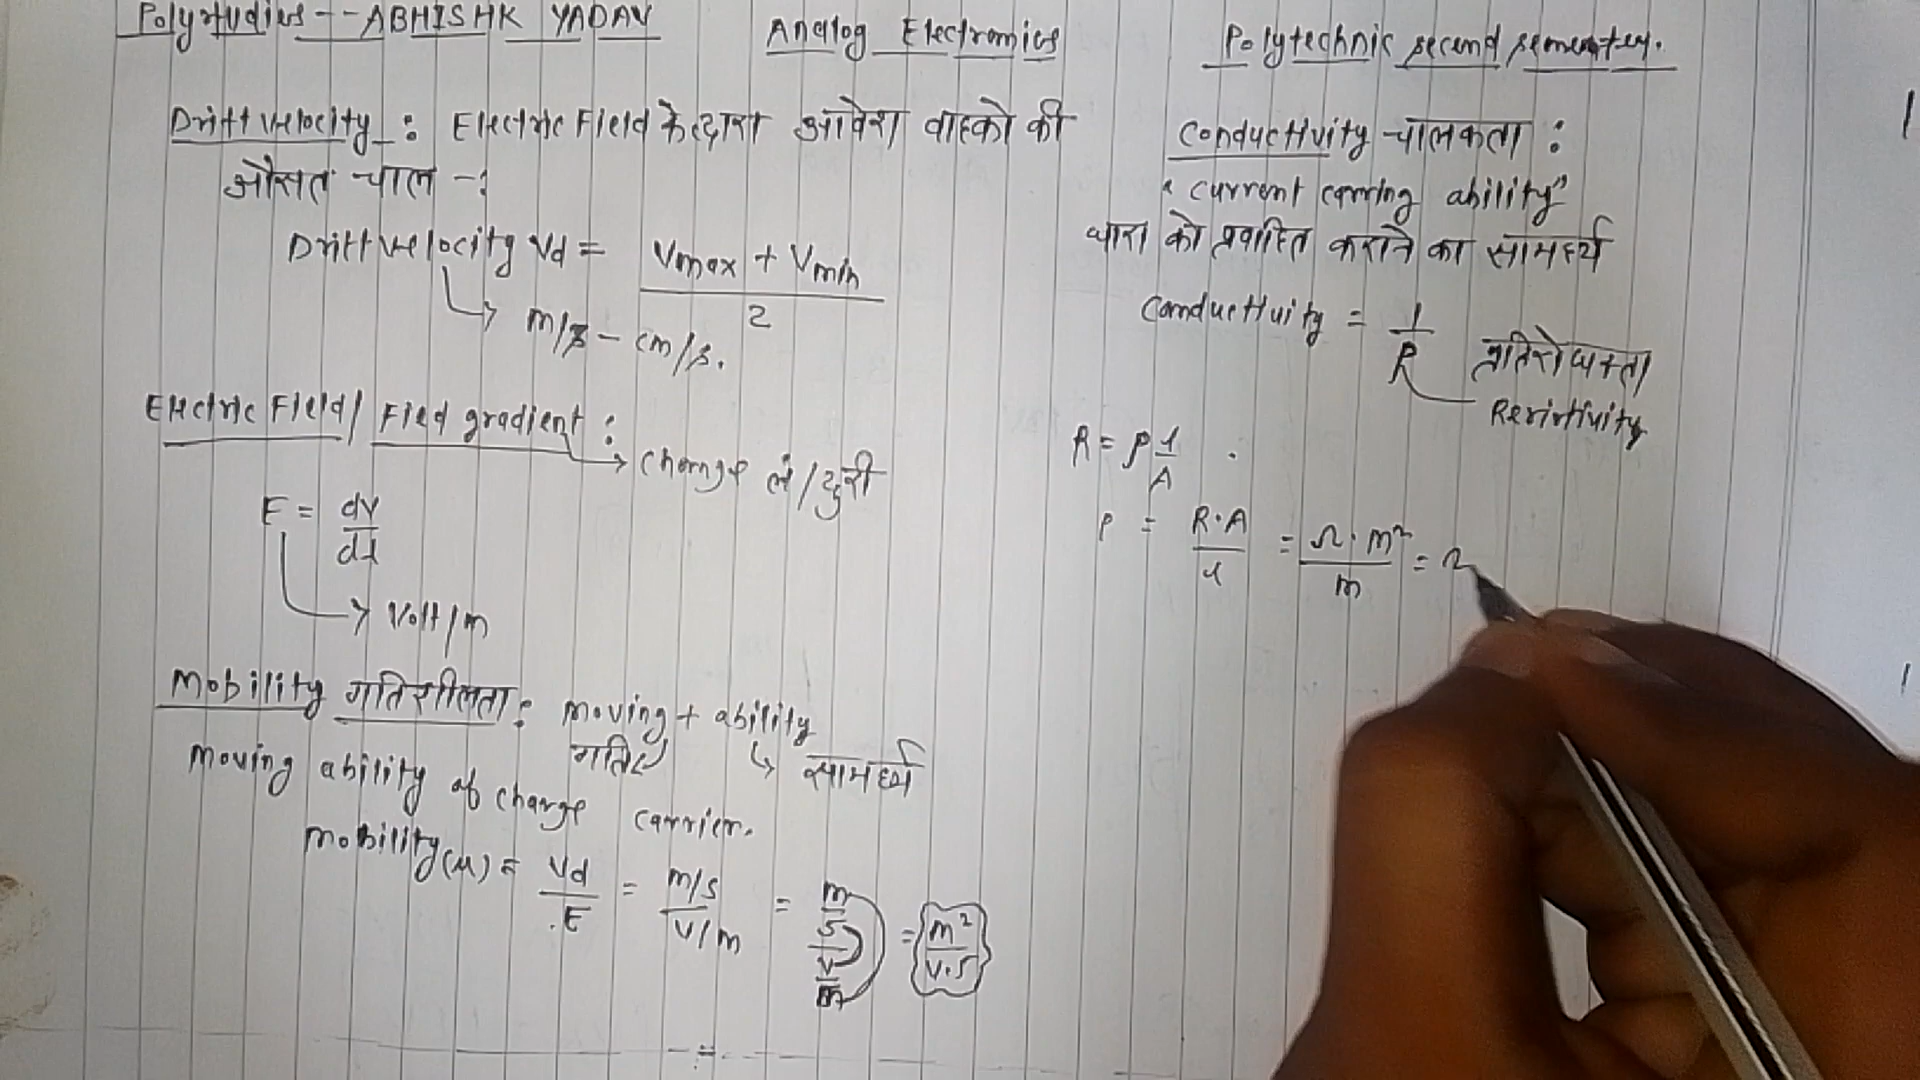 Polystudies -- ABHISHK YADAV
Analog Electronics
Polytechnic second semester.
Drift velocity : Electric Field के द्वारा आवेश वाहको की
औसत चाल -:
Drift velocity Vd = Vmax + Vmin / 2
→ m/s - cm/s.
Electric Field / Field gradient :
→ change लं / दुरी
E = dv / dl
→ Volt/m
Mobility गतिशीलता : moving + ability
गति सामर्थ्य
moving ability of charge carrier.
mobility (μ) = Vd / E = m/s / V/m = m / s / V / m = m² / V.s
Conductivity चालकता :
"current carring ability"
धारा को प्रवाहित कराने का सामर्थ्य
Conductivity = 1 / ρ प्रतिरोधकता
Resistivity
R = ρ l / A
ρ = R·A / l = Ω·m² / m = Ω